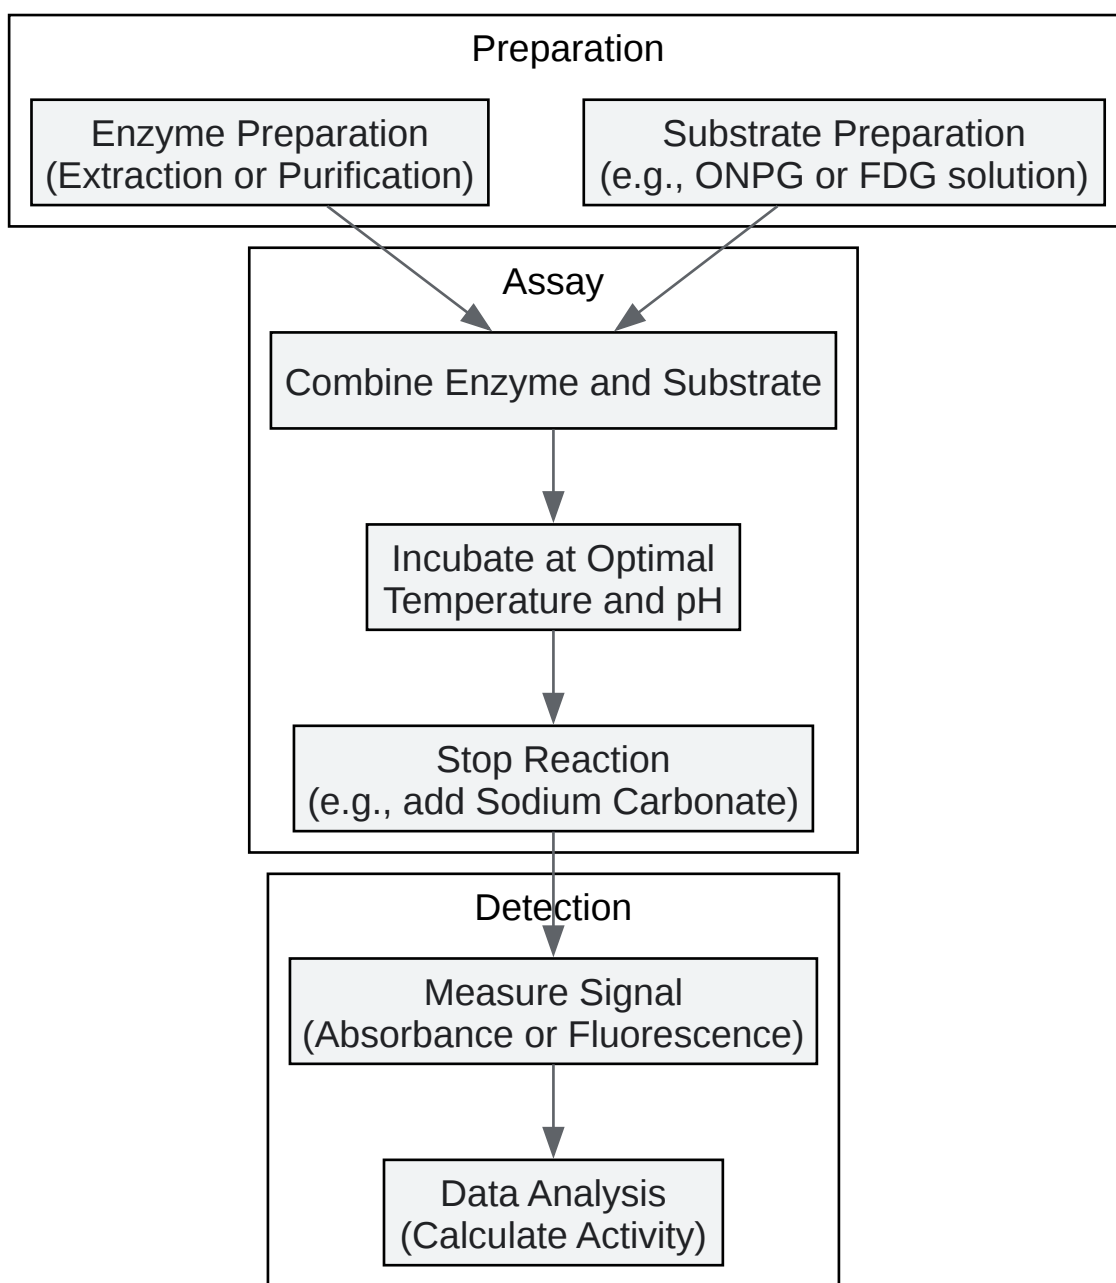 Preparation
Enzyme Preparation
(Extraction or Purification)
Substrate Preparation
(e.g., ONPG or FDG solution)
Assay
Combine Enzyme and Substrate
Incubate at Optimal
Temperature and pH
Stop Reaction
(e.g., add Sodium Carbonate)
Detection
Measure Signal
(Absorbance or Fluorescence)
Data Analysis
(Calculate Activity)